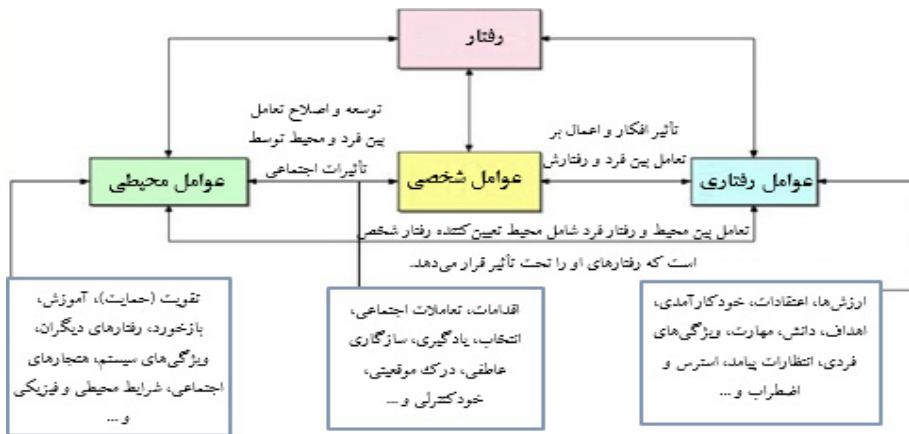 رفتار
توسعه و اصلاح تعامل
بین فرد و محیط توسط
تأثیرات اجتماعی
تأثیر افکار و اعمال بر
تعامل بین فرد و رفتارش
عوامل رفتاری
عوامل شخصی
عوامل محیطی
تعامل بین محیط و رفتار فرد شامل محیط تعیین‌کننده رفتار شخص
است که رفتارهای او را تحت تأثیر قرار می‌دهد.
ارزش‌ها، اعتقادات، خودکارآمدی،
اهداف، دانش، مهارت، ویژگی‌های
فردی، انتظارات پیامد، استرس و
اضطراب و ...
اقدامات، تعاملات اجتماعی،
انتخاب، یادگیری، سازگاری
عاطفی، درك موقعیتی،
خودکنترلی و ...
تقویت (حمایت)، آموزش،
بازخورد، رفتارهای دیگران،
ویژگی‌های سیستم، هنجارهای
اجتماعی، شرایط محیطی و فیزیکی
و ...